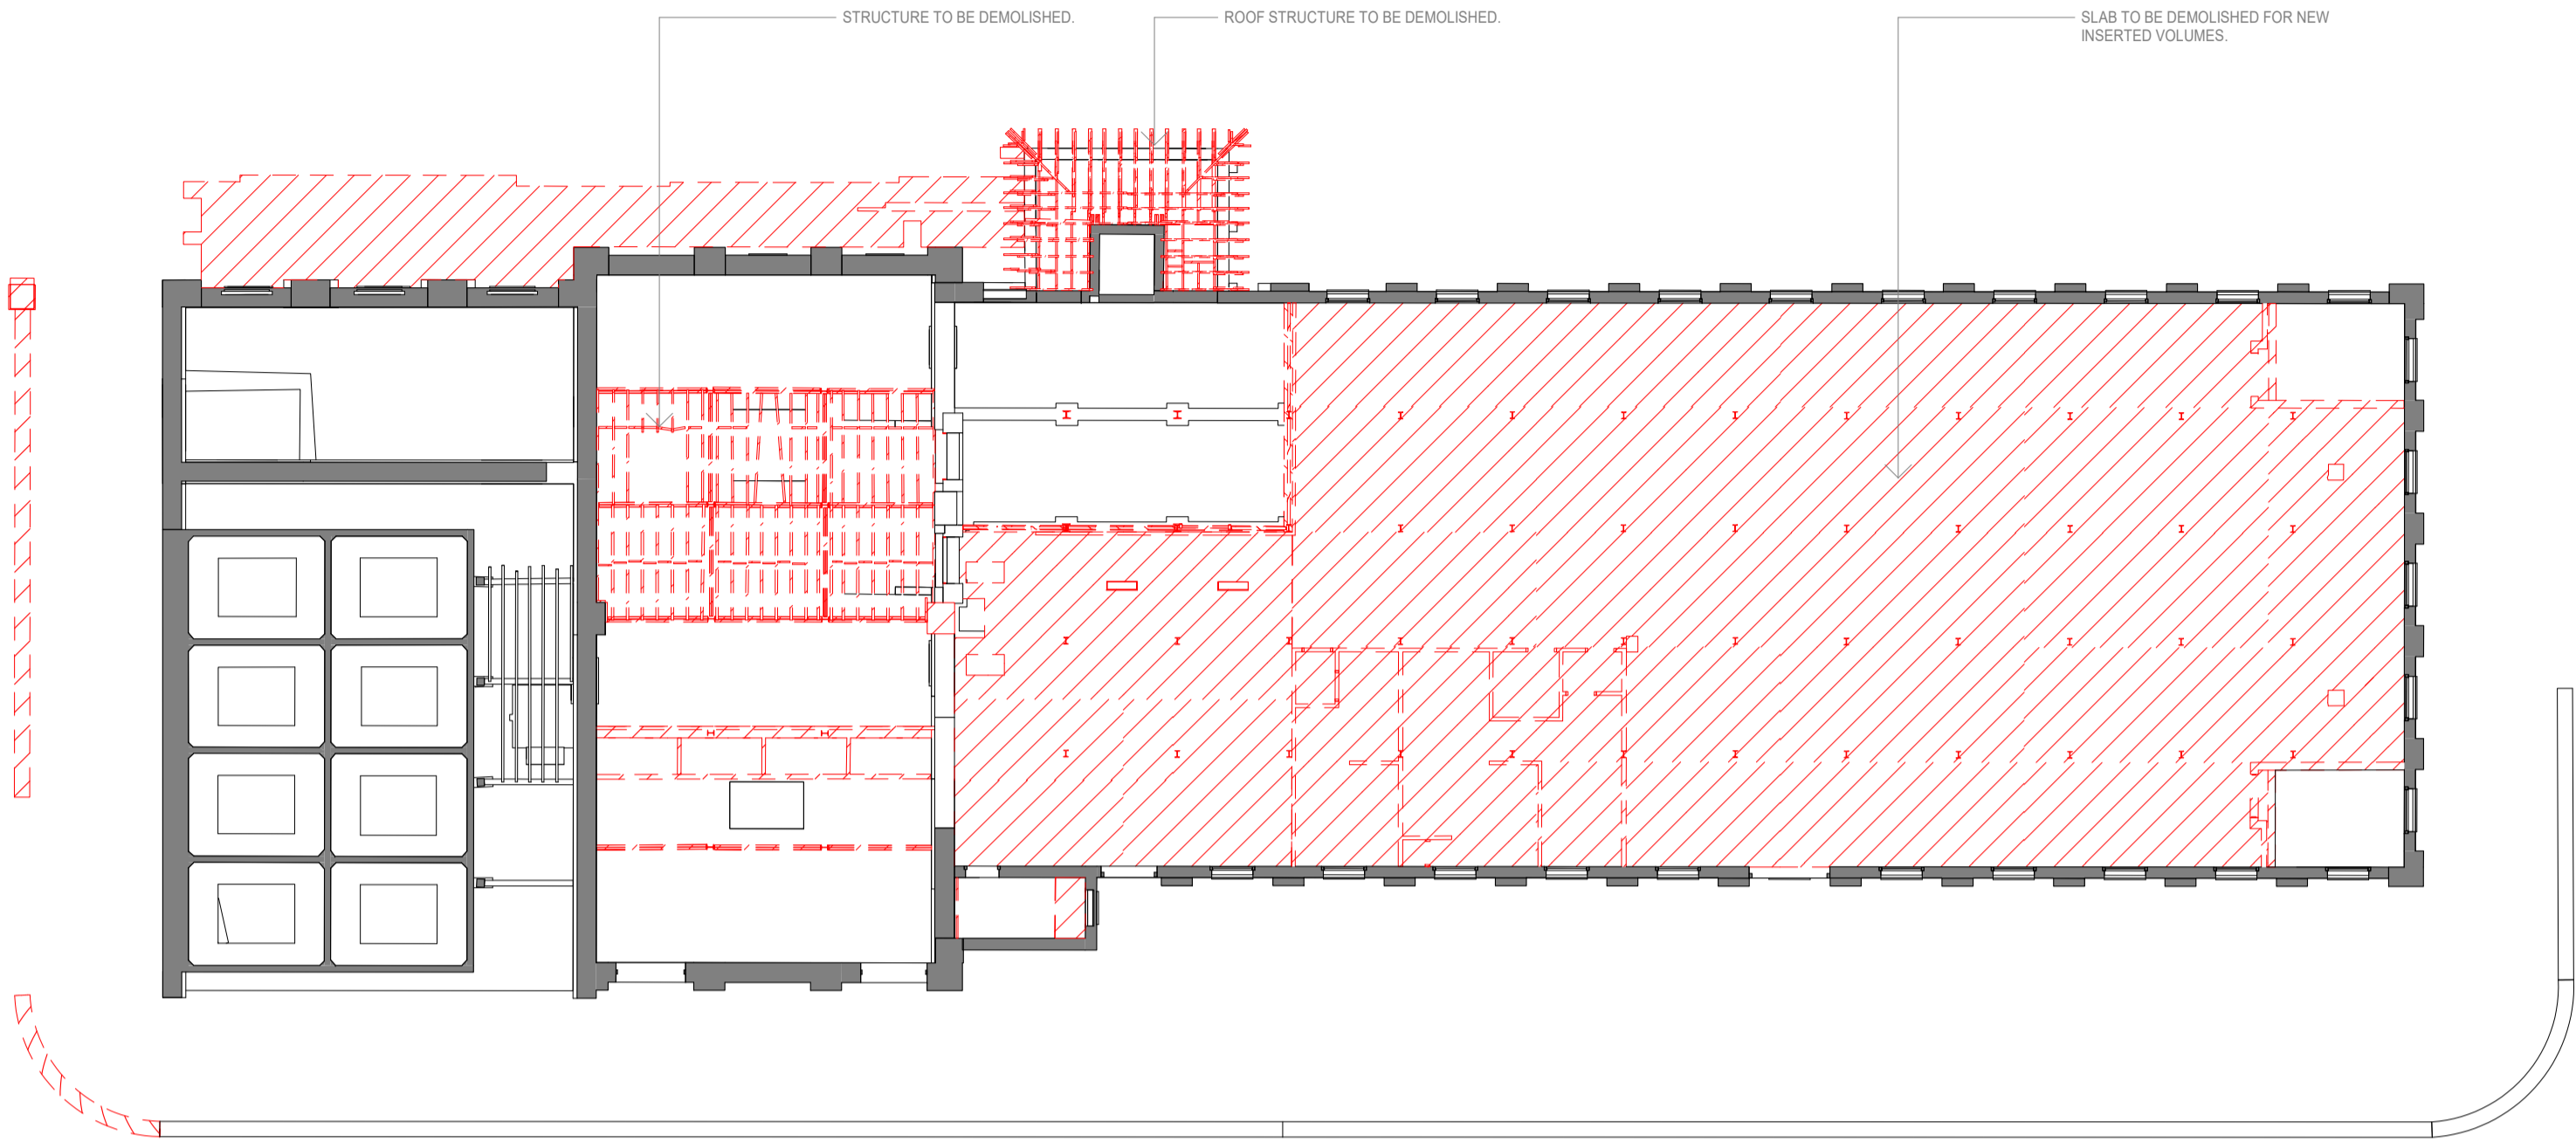 STRUCTURE TO BE DEMOLISHED.
ROOF STRUCTURE TO BE DEMOLISHED.
SLAB TO BE DEMOLISHED FOR NEW
INSERTED VOLUMES.